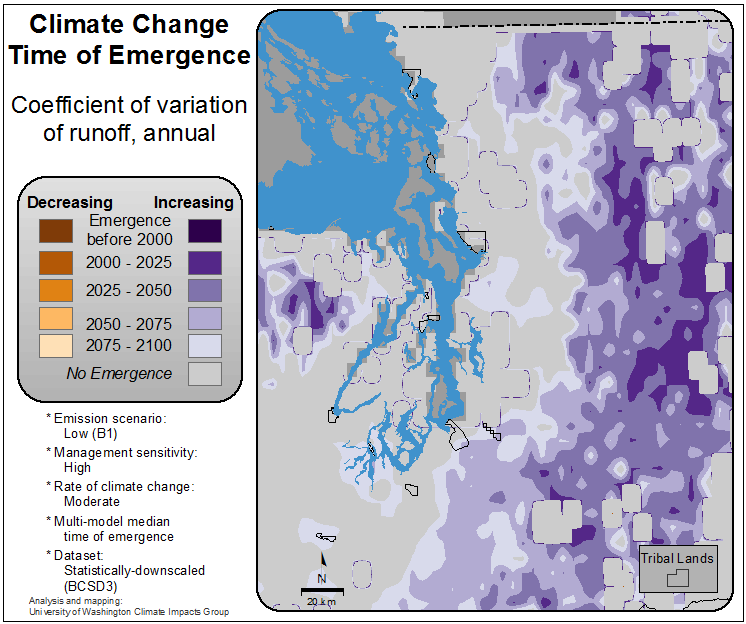 Climate Change
Time of Emergence
Coefficient of variation
of runoff, annual
Decreasing Increasing
Emergence
before 2000
2000 - 2025
2025 - 2050
2050 - 2075
2075 - 2100
No Emergence
* Emission scenario:
Low (B1)
* Management sensitivity:
High
* Rate of climate change:
Moderate
* Multi-model median
time of emergence
* Dataset:
Statistically-downscaled
(BCSD3)
Analysis and mapping:
University of Washington Climate Impacts Group
N
20 km
Tribal Lands